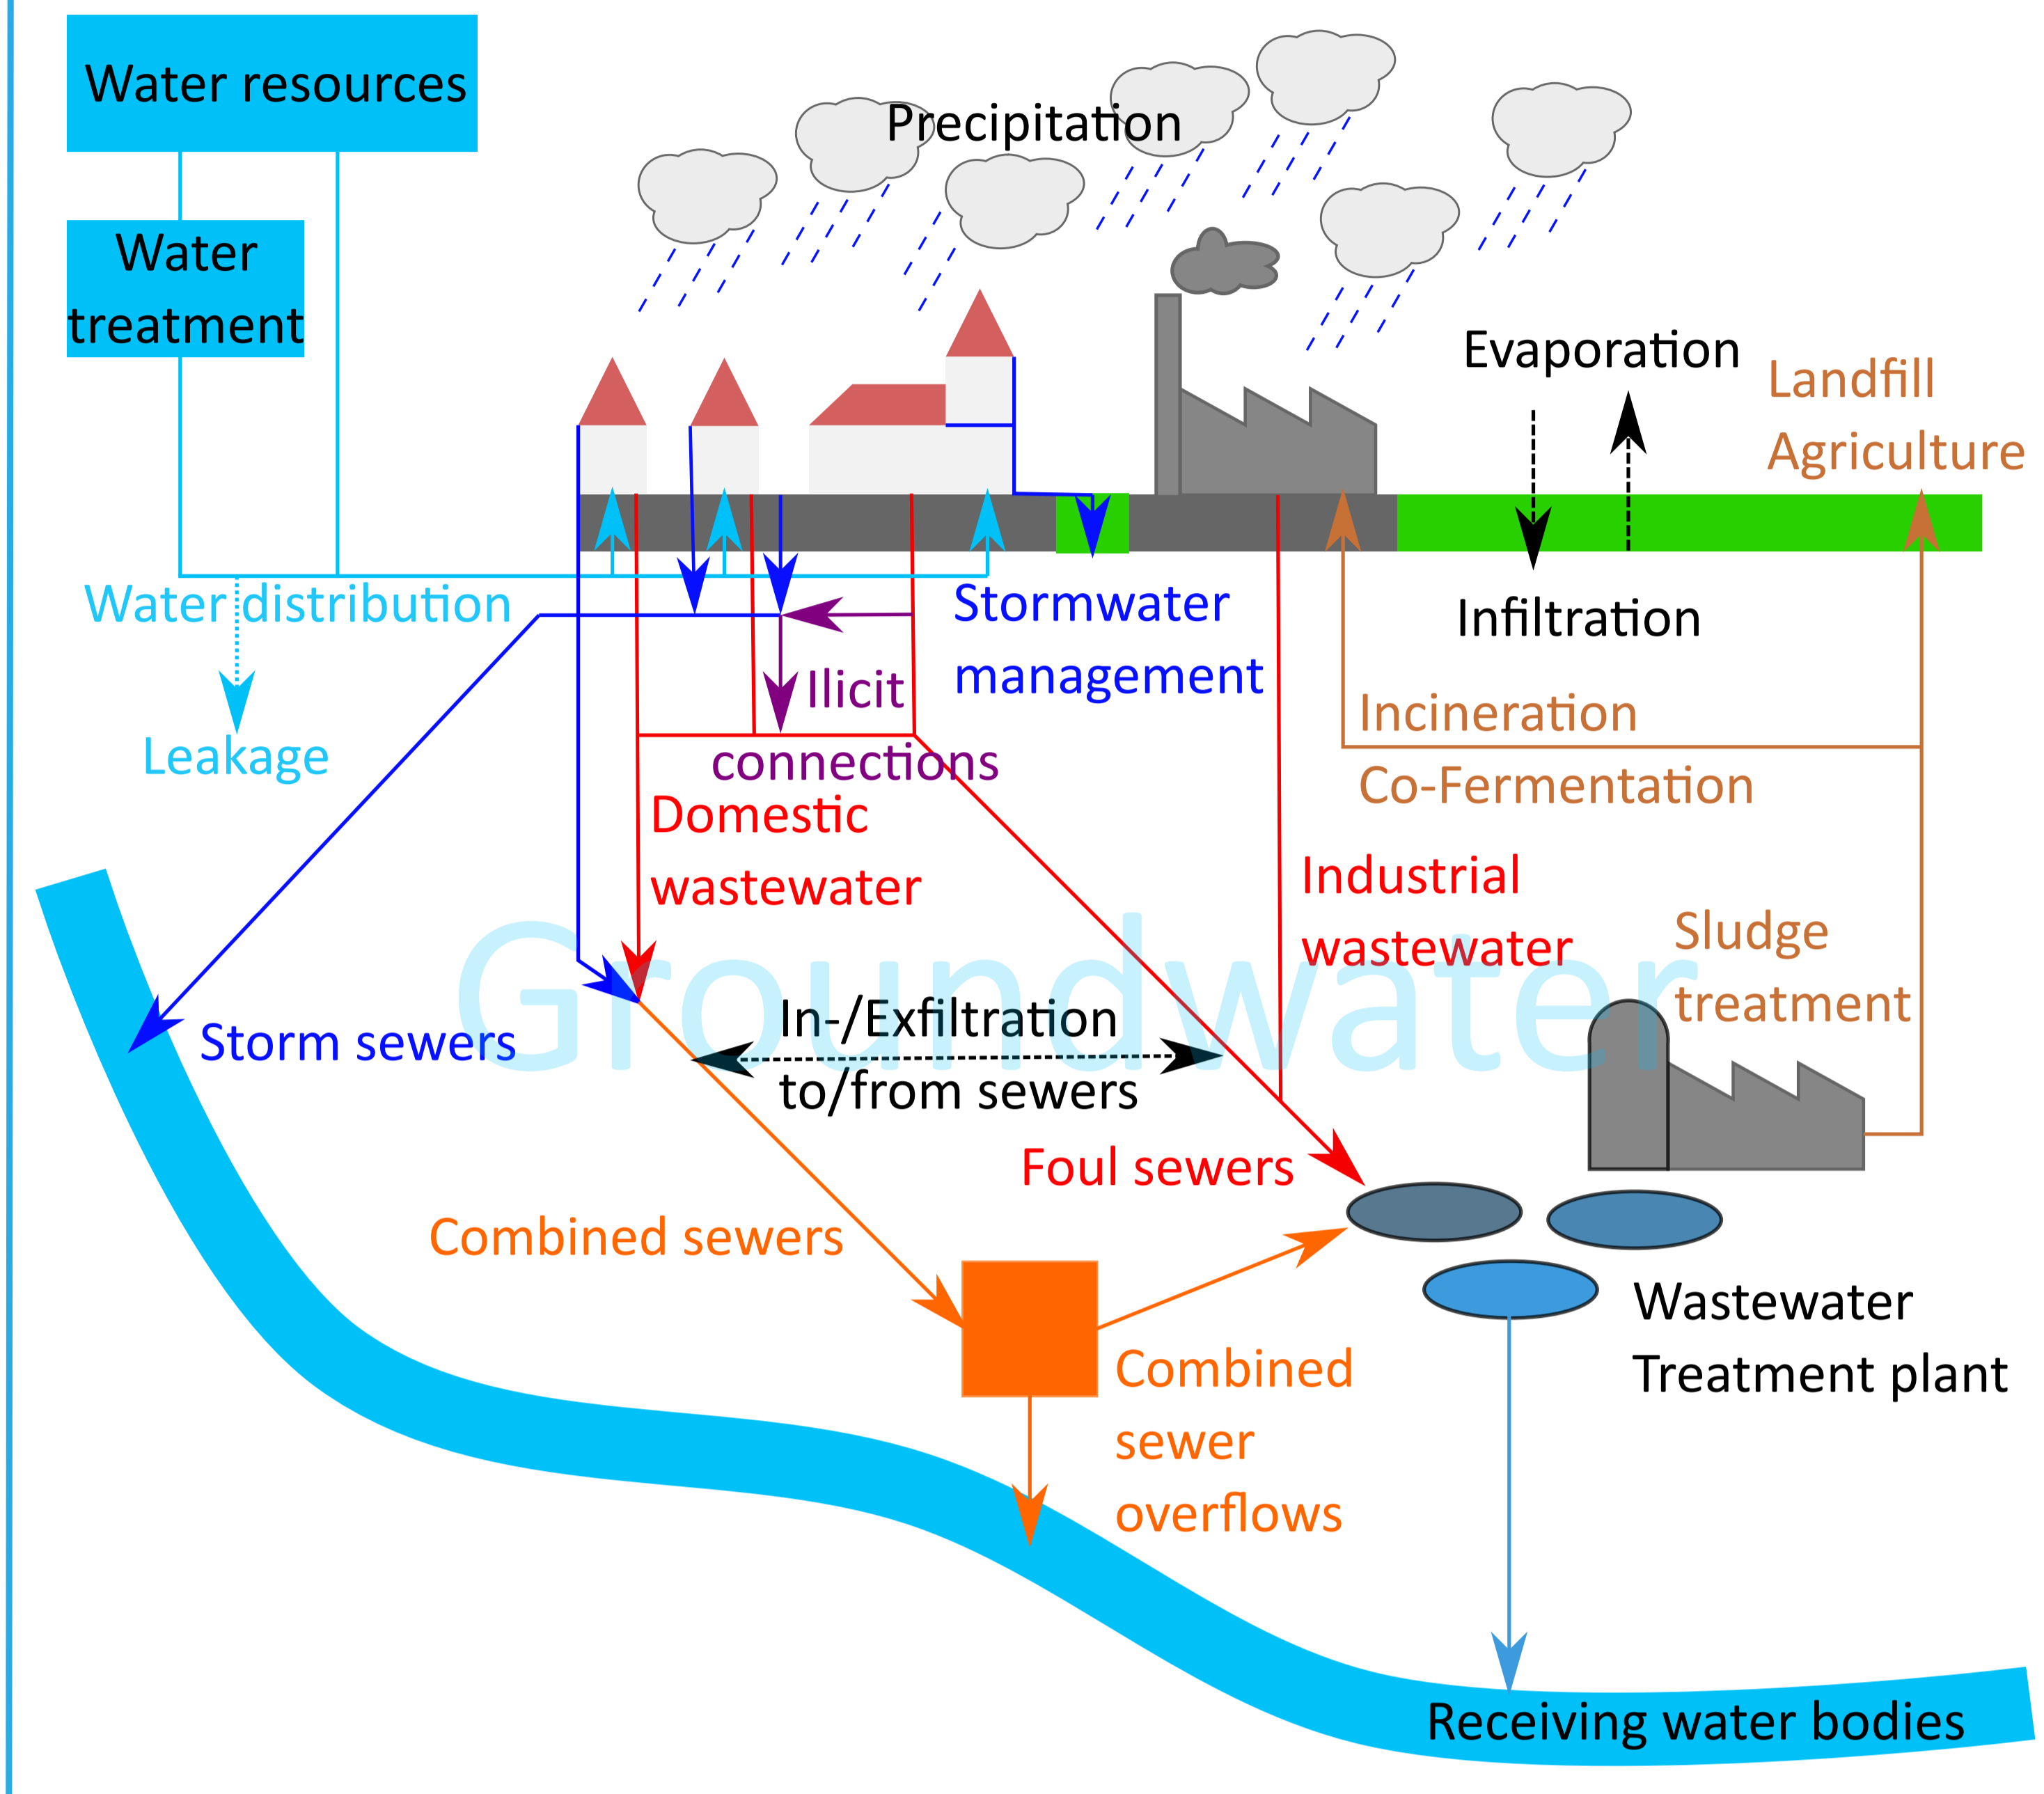 Water resources
Precipitation
Water
treatment
Evaporation
Landfill
Agriculture
Water distribution
Stormwater
management
Infiltration
Ilicit
connections
Leakage
Incineration
Co-Fermentation
Domestic
wastewater
Industrial
wastewater
Sludge
treatment
Groundwater
In-/Exfiltration
to/from sewers
Storm sewers
Foul sewers
Combined sewers
Wastewater
Treatment plant
Combined
sewer
overflows
Receiving water bodies